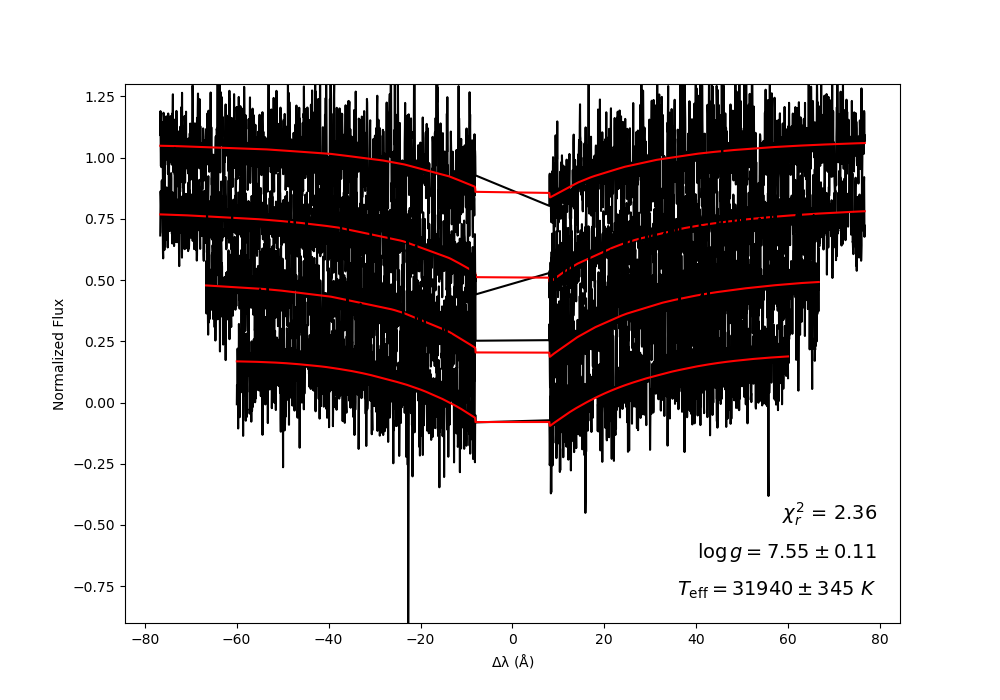 1.25
1.00
0.75
0.50
0.25
0.00
−0.25
−0.50
−0.75
Normalized Flux
χ²ᵣ = 2.36
log g = 7.55 ± 0.11
T_eff = 31940 ± 345 K
−80 −60 −40 −20 0 20 40 60 80
Δλ (Å)